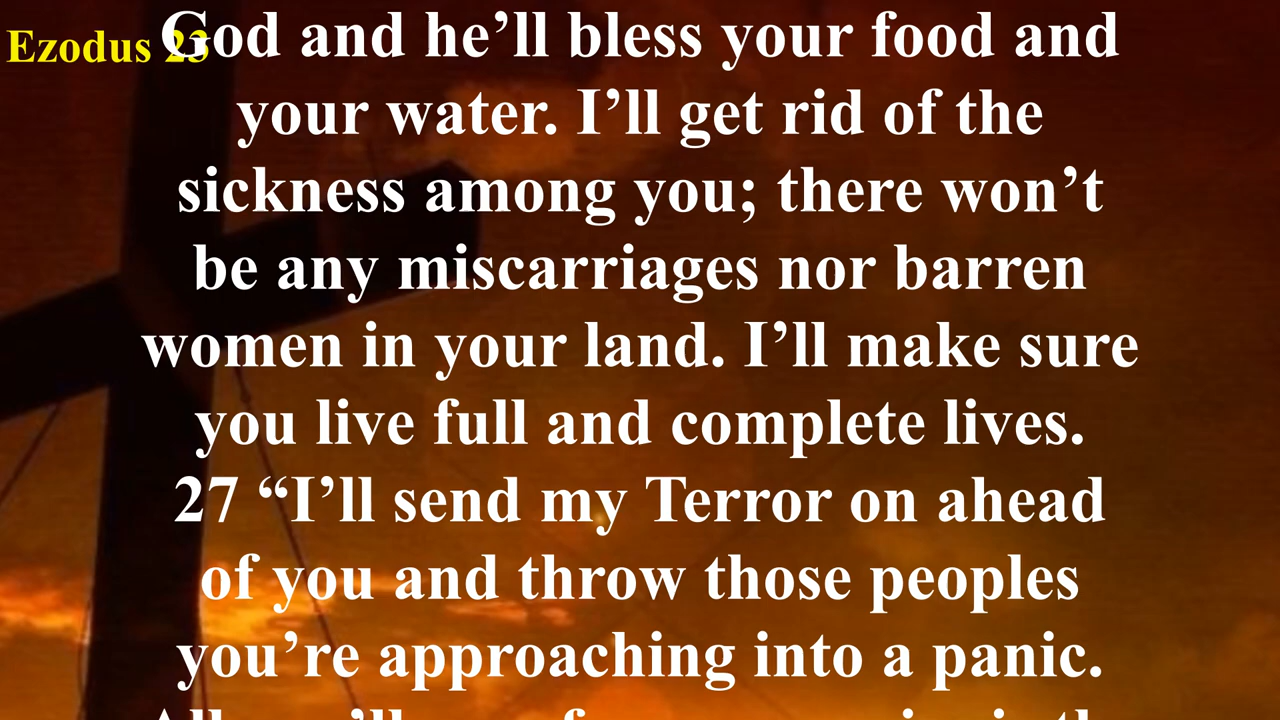 Ezodus 23
God and he’ll bless your food and
your water. I’ll get rid of the
sickness among you; there won’t
be any miscarriages nor barren
women in your land. I’ll make sure
you live full and complete lives.
27 “I’ll send my Terror on ahead
of you and throw those peoples
you’re approaching into a panic.